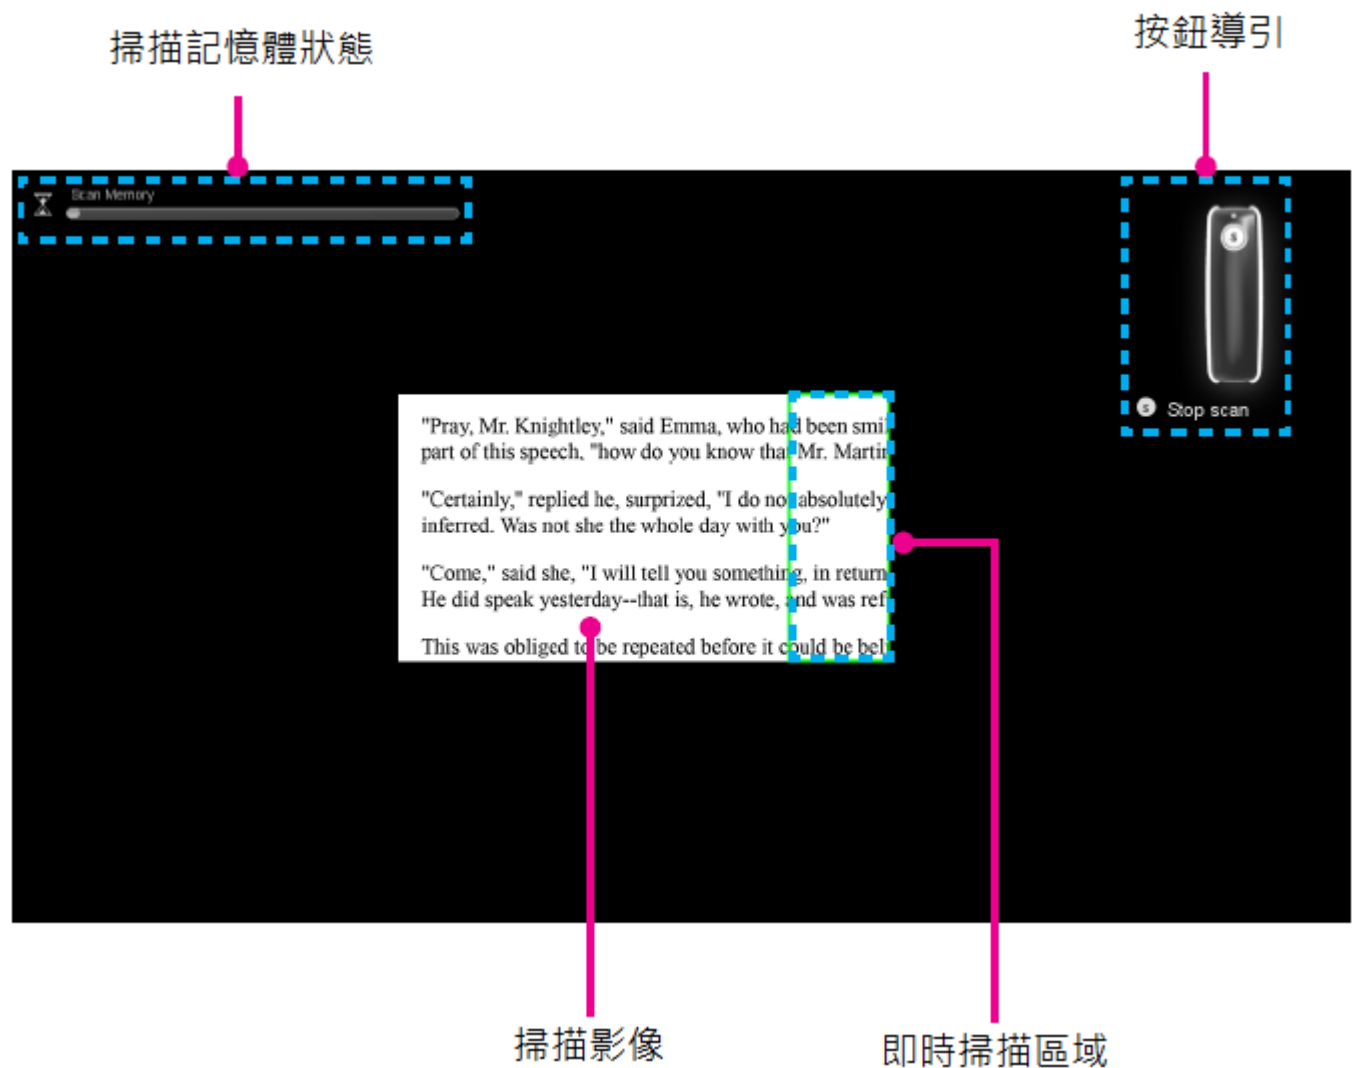 掃描記憶體狀態
按鈕導引
Scan Memory
S
S Stop scan
"Pray, Mr. Knightley," said Emma, who had been smi
part of this speech, "how do you know tha Mr. Martin
"Certainly," replied he, surprized, "I do no absolutely
inferred. Was not she the whole day with you?"
"Come," said she, "I will tell you something, in return
He did speak yesterday--that is, he wrote, and was ref
This was obliged to be repeated before it could be bel
掃描影像
即時掃描區域